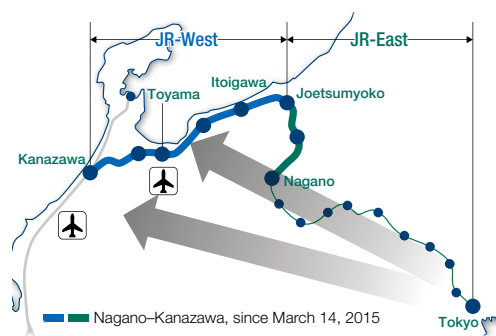 JR-West
JR-East
Itoigawa
Toyama
Joetsumyoko
Kanazawa
Nagano
Tokyo
Nagano–Kanazawa, since March 14, 2015